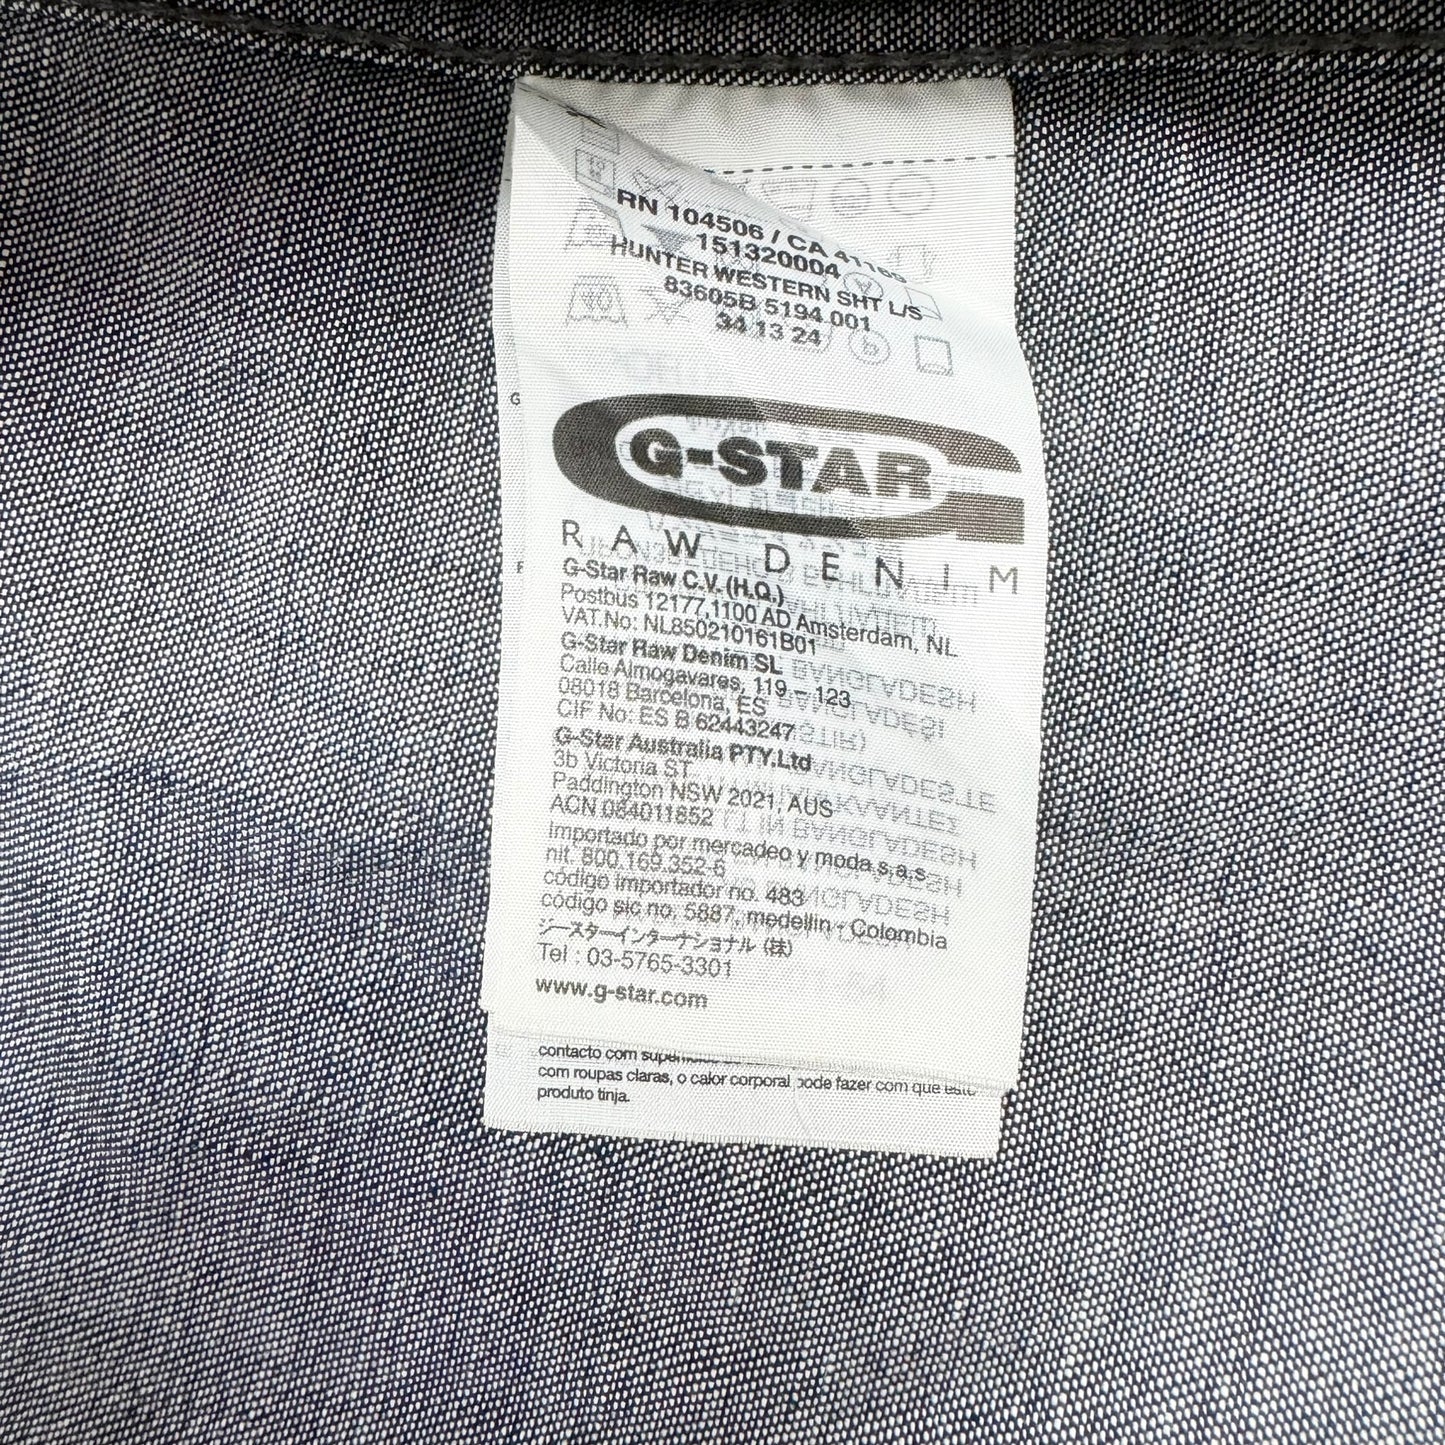 RN 104506 / CA
151320004
HUNTER WESTERN SHT L/S
83605B 5194 001
34 13 24
G-STAR
RAW DENIM
G-Star Raw C.V. (H.Q.)
Postbus 12177,1100 AD Amsterdam, NL
VAT.No: NL850210161B01
G-Star Raw Denim SL
Calle Almogavares, 119 – 123
08018 Barcelona, ES
CIF No: ES B 62443247
G-Star Australia PTY.Ltd
3b Victoria ST
Paddington NSW 2021, AUS
ACN 084011852
Importado por mercadeo y moda s.a.s
nit. 800.169.352-6
código importador no. 483
código sic no, 5887, medellin - Colombia
ジースターインターナショナル (株)
Tel : 03-5765-3301
www.g-star.com
contacto com
com roupas claras, o calor corporal pode fazer com que este
produto tinja.